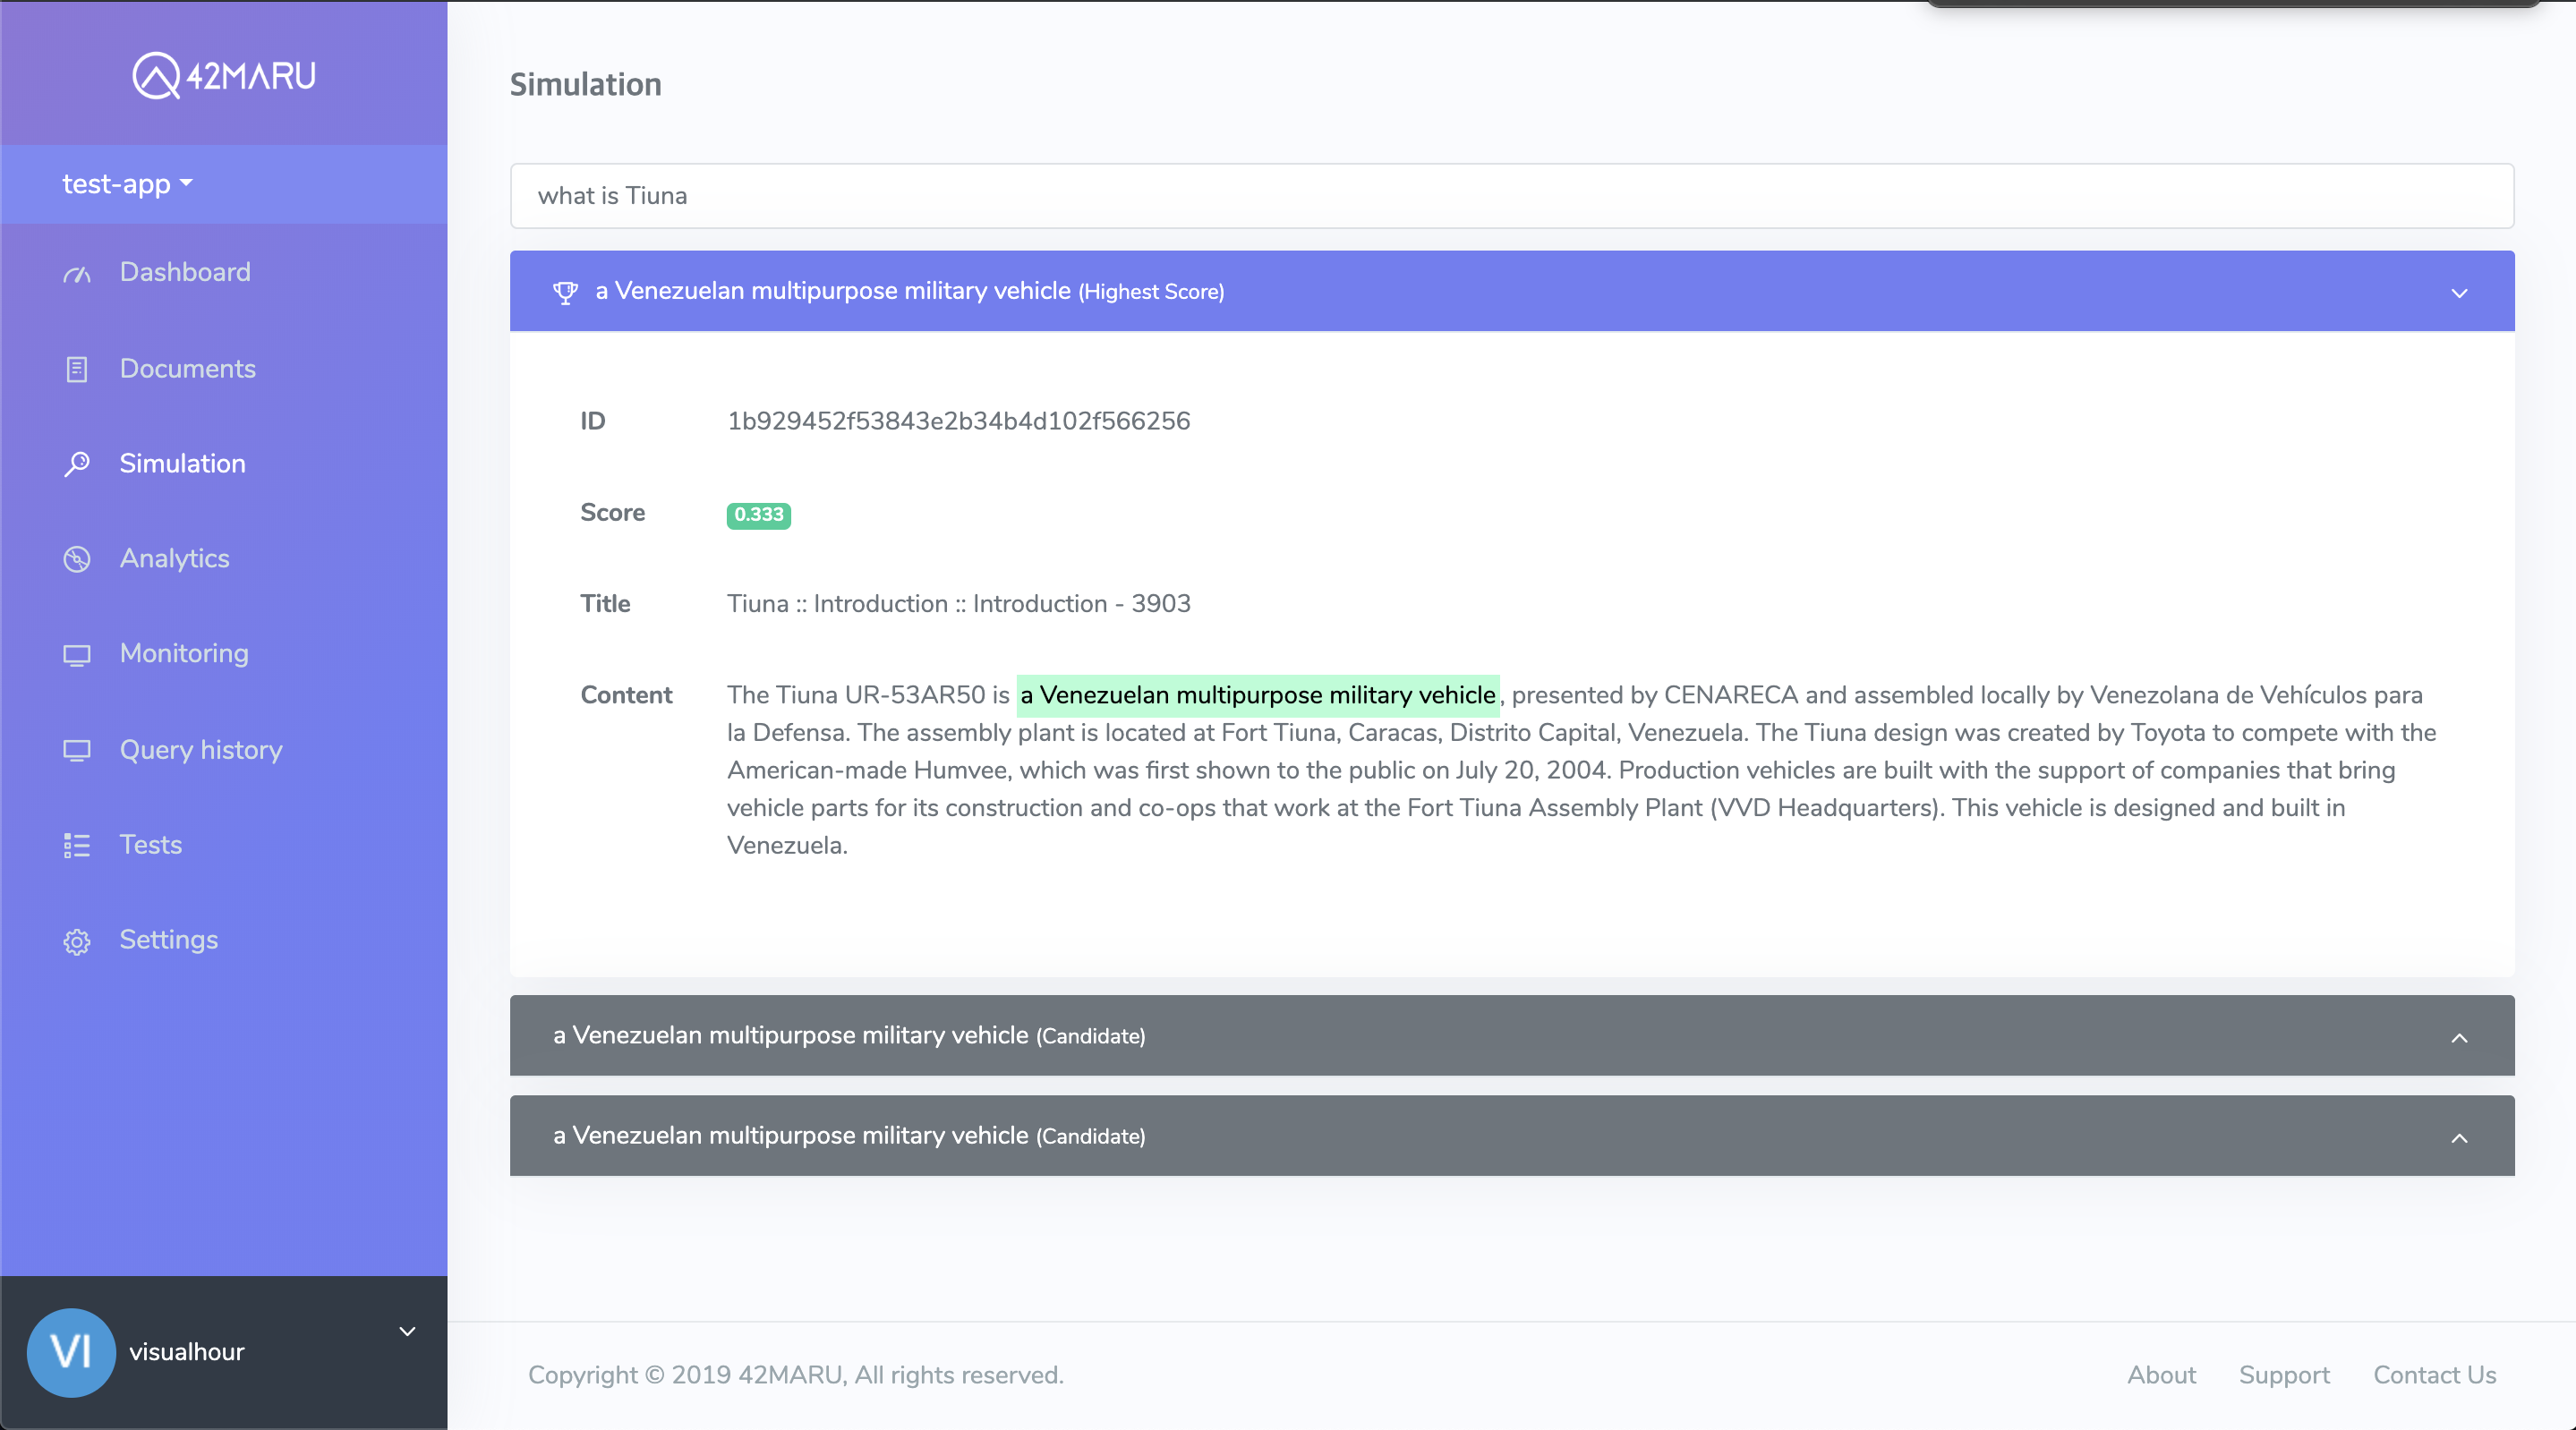 42MARU
test-app
Dashboard
Documents
Simulation
Analytics
Monitoring
Query history
Tests
Settings
VI
visualhour
Simulation
what is Tiuna
a Venezuelan multipurpose military vehicle (Highest Score)
ID 1b929452f53843e2b34b4d102f566256
Score 0.333
Title Tiuna :: Introduction :: Introduction - 3903
Content The Tiuna UR-53AR50 is a Venezuelan multipurpose military vehicle, presented by CENARECA and assembled locally by Venezolana de Vehículos para
la Defensa. The assembly plant is located at Fort Tiuna, Caracas, Distrito Capital, Venezuela. The Tiuna design was created by Toyota to compete with the
American-made Humvee, which was first shown to the public on July 20, 2004. Production vehicles are built with the support of companies that bring
vehicle parts for its construction and co-ops that work at the Fort Tiuna Assembly Plant (VVD Headquarters). This vehicle is designed and built in
Venezuela.
a Venezuelan multipurpose military vehicle (Candidate)
a Venezuelan multipurpose military vehicle (Candidate)
Copyright © 2019 42MARU, All rights reserved.
About Support Contact Us